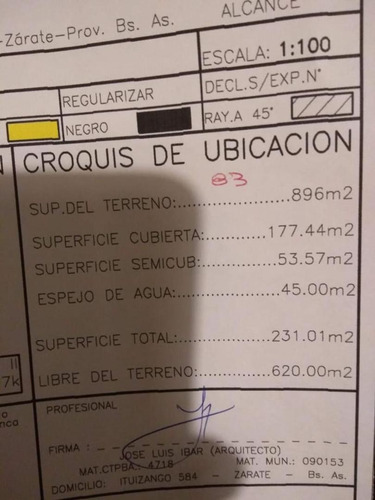 -Zárate-Prov. Bs. As.
ALCANCE
ESCALA: 1:100
REGULARIZAR
DECL.S/EXP.N°
NEGRO
RAY.A 45°
CROQUIS DE UBICACION
83
SUP.DEL TERRENO:....................896m2
SUPERFICIE CUBIERTA:..........177.44m2
SUPERFICIE SEMICUB:............53.57m2
ESPEJO DE AGUA:.................45.00m2
SUPERFICIE TOTAL:..............231.01m2
LIBRE DEL TERRENO:............620.00m2
II
7k
PROFESIONAL
FIRMA :
JOSE LUIS IBAR (ARQUITECTO)
MAT.CTPBA.: 4718
MAT. MUN.: 090153
DOMICILIO: ITUIZANGO 584 - ZARATE - Bs. As.